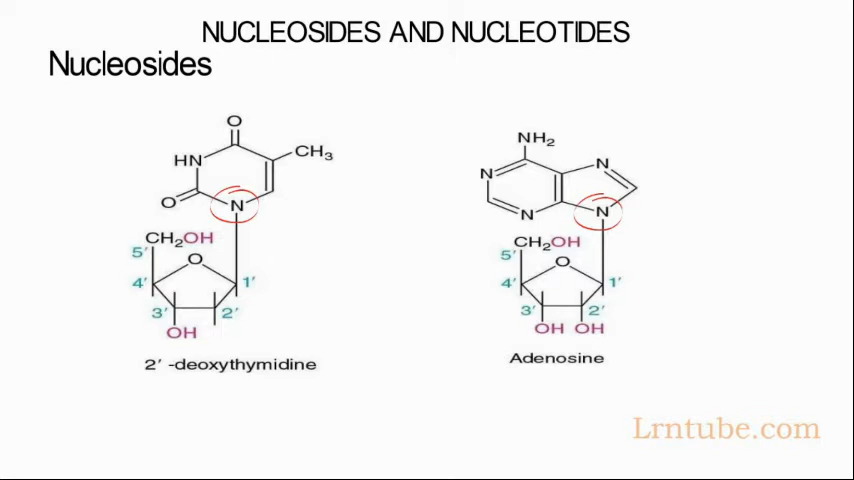 NUCLEOSIDES AND NUCLEOTIDES
Nucleosides
O
HN
CH3
O
N
CH2OH
5′
O
4′
1′
3′
2′
OH
2′ -deoxythymidine
NH2
N
N
N
N
CH2OH
5′
O
4′
1′
3′
2′
OH OH
Adenosine
Lrntube.com